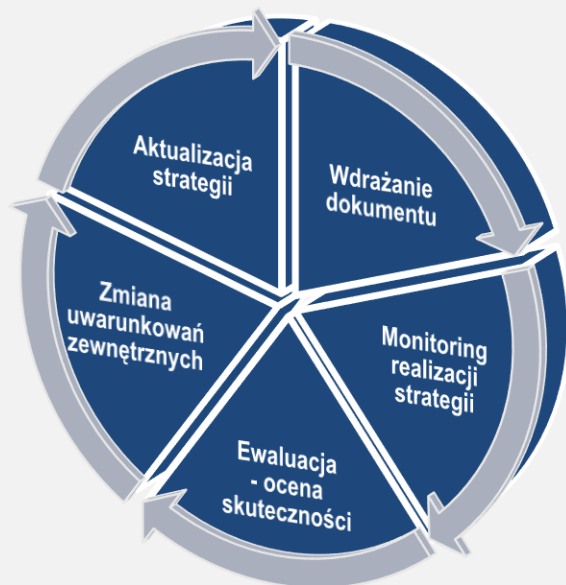 Aktualizacja
strategii
Wdrażanie
dokumentu
Zmiana
uwarunkowań
zewnętrznych
Monitoring
realizacji
strategii
Ewaluacja
- ocena
skuteczności